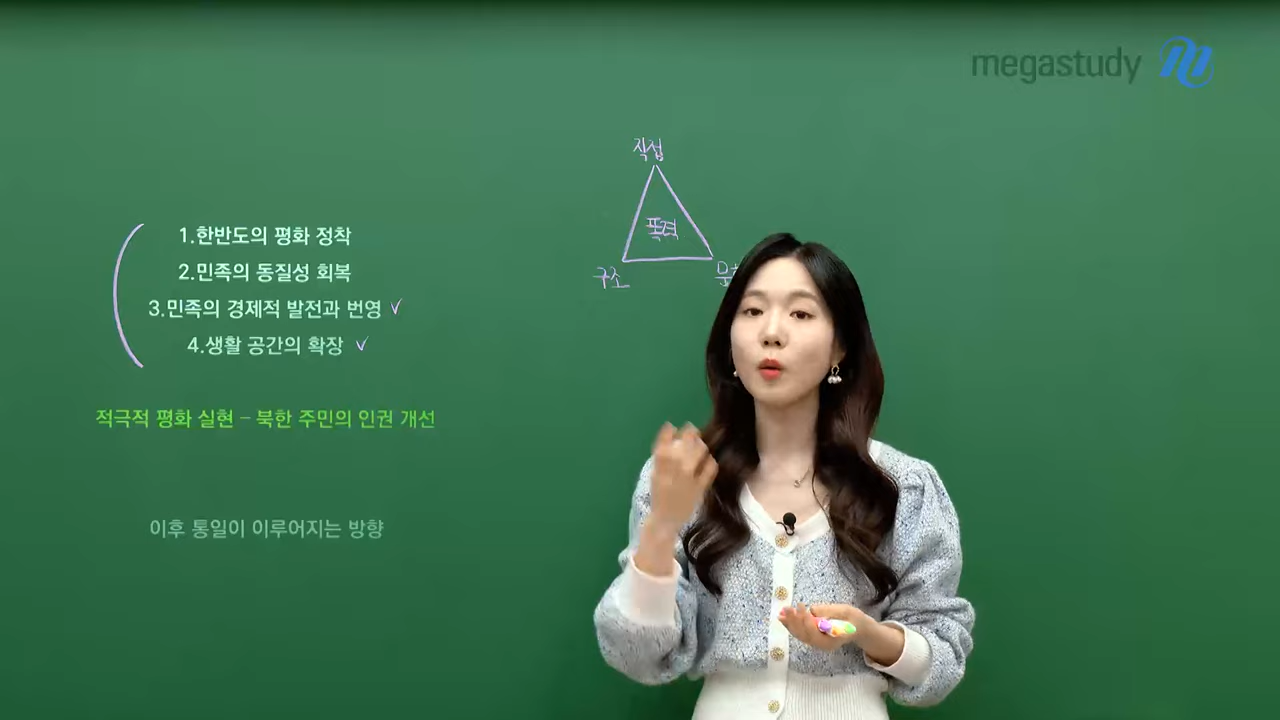 megastudy
직접
폭력
구조
1.한반도의 평화 정착
2.민족의 동질성 회복
3.민족의 경제적 발전과 번영
4.생활 공간의 확장
적극적 평화 실현 – 북한 주민의 인권 개선
이후 통일이 이루어지는 방향